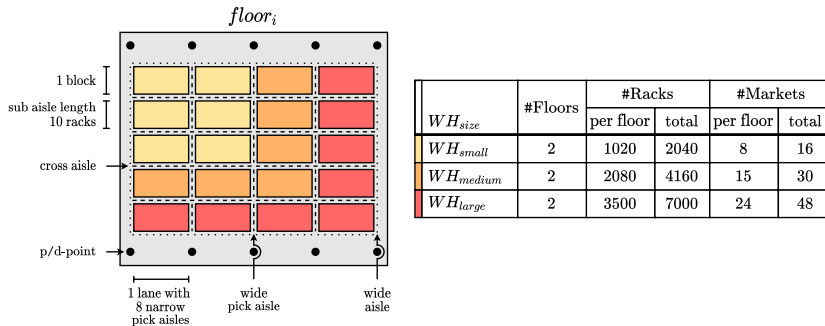 floor_i
1 block
sub aisle length
10 racks
cross aisle
p/d-point
1 lane with
8 narrow
pick aisles
wide
pick aisle
wide
aisle
WH_size #Floors #Racks #Markets
per floor total per floor total
WH_small 2 1020 2040 8 16
WH_medium 2 2080 4160 15 30
WH_large 2 3500 7000 24 48